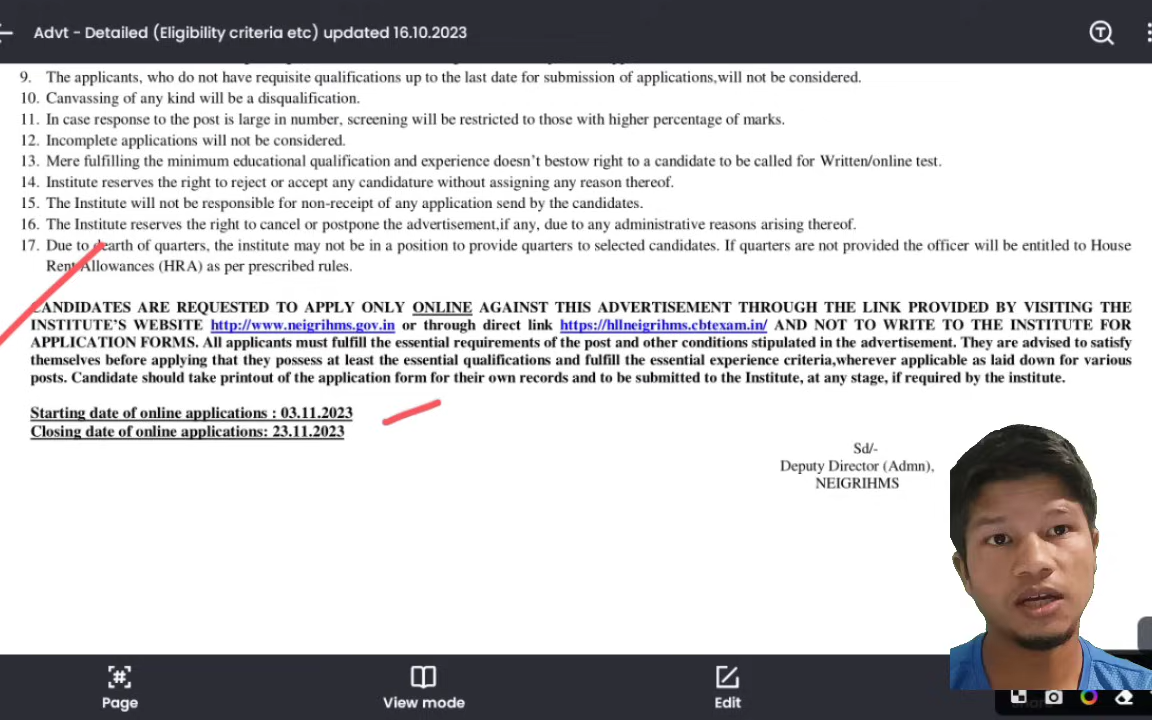 Advt - Detailed (Eligibility criteria etc) updated 16.10.2023
9. The applicants, who do not have requisite qualifications up to the last date for submission of applications,will not be considered.
10. Canvassing of any kind will be a disqualification.
11. In case response to the post is large in number, screening will be restricted to those with higher percentage of marks.
12. Incomplete applications will not be considered.
13. Mere fulfilling the minimum educational qualification and experience doesn't bestow right to a candidate to be called for Written/online test.
14. Institute reserves the right to reject or accept any candidature without assigning any reason thereof.
15. The Institute will not be responsible for non-receipt of any application send by the candidates.
16. The Institute reserves the right to cancel or postpone the advertisement,if any, due to any administrative reasons arising thereof.
17. Due to dearth of quarters, the institute may not be in a position to provide quarters to selected candidates. If quarters are not provided the officer will be entitled to House
Rent Allowances (HRA) as per prescribed rules.
CANDIDATES ARE REQUESTED TO APPLY ONLY ONLINE AGAINST THIS ADVERTISEMENT THROUGH THE LINK PROVIDED BY VISITING THE
INSTITUTE'S WEBSITE http://www.neigrihms.gov.in or through direct link https://hllneigrihms.cbtexam.in/ AND NOT TO WRITE TO THE INSTITUTE FOR
APPLICATION FORMS. All applicants must fulfill the essential requirements of the post and other conditions stipulated in the advertisement. They are advised to satisfy
themselves before applying that they possess at least the essential qualifications and fulfill the essential experience criteria,wherever applicable as laid down for various
posts. Candidate should take printout of the application form for their own records and to be submitted to the Institute, at any stage, if required by the institute.
Starting date of online applications : 03.11.2023
Closing date of online applications: 23.11.2023
Sd/-
Deputy Director (Admn),
NEIGRIHMS
Page
View mode
Edit